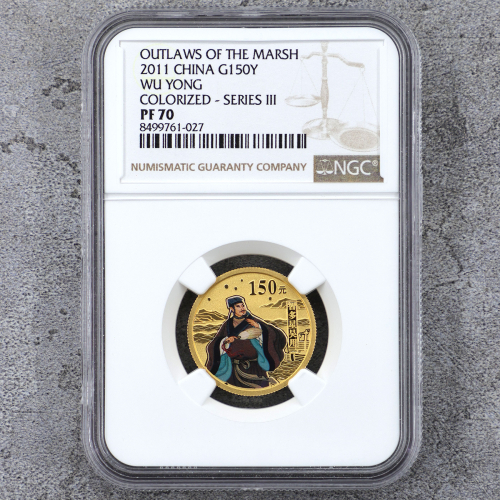 OUTLAWS OF THE MARSH
2011 CHINA G150Y
WU YONG
COLORIZED - SERIES III
PF 70
8499761-027
NUMISMATIC GUARANTY COMPANY
NGC
150元